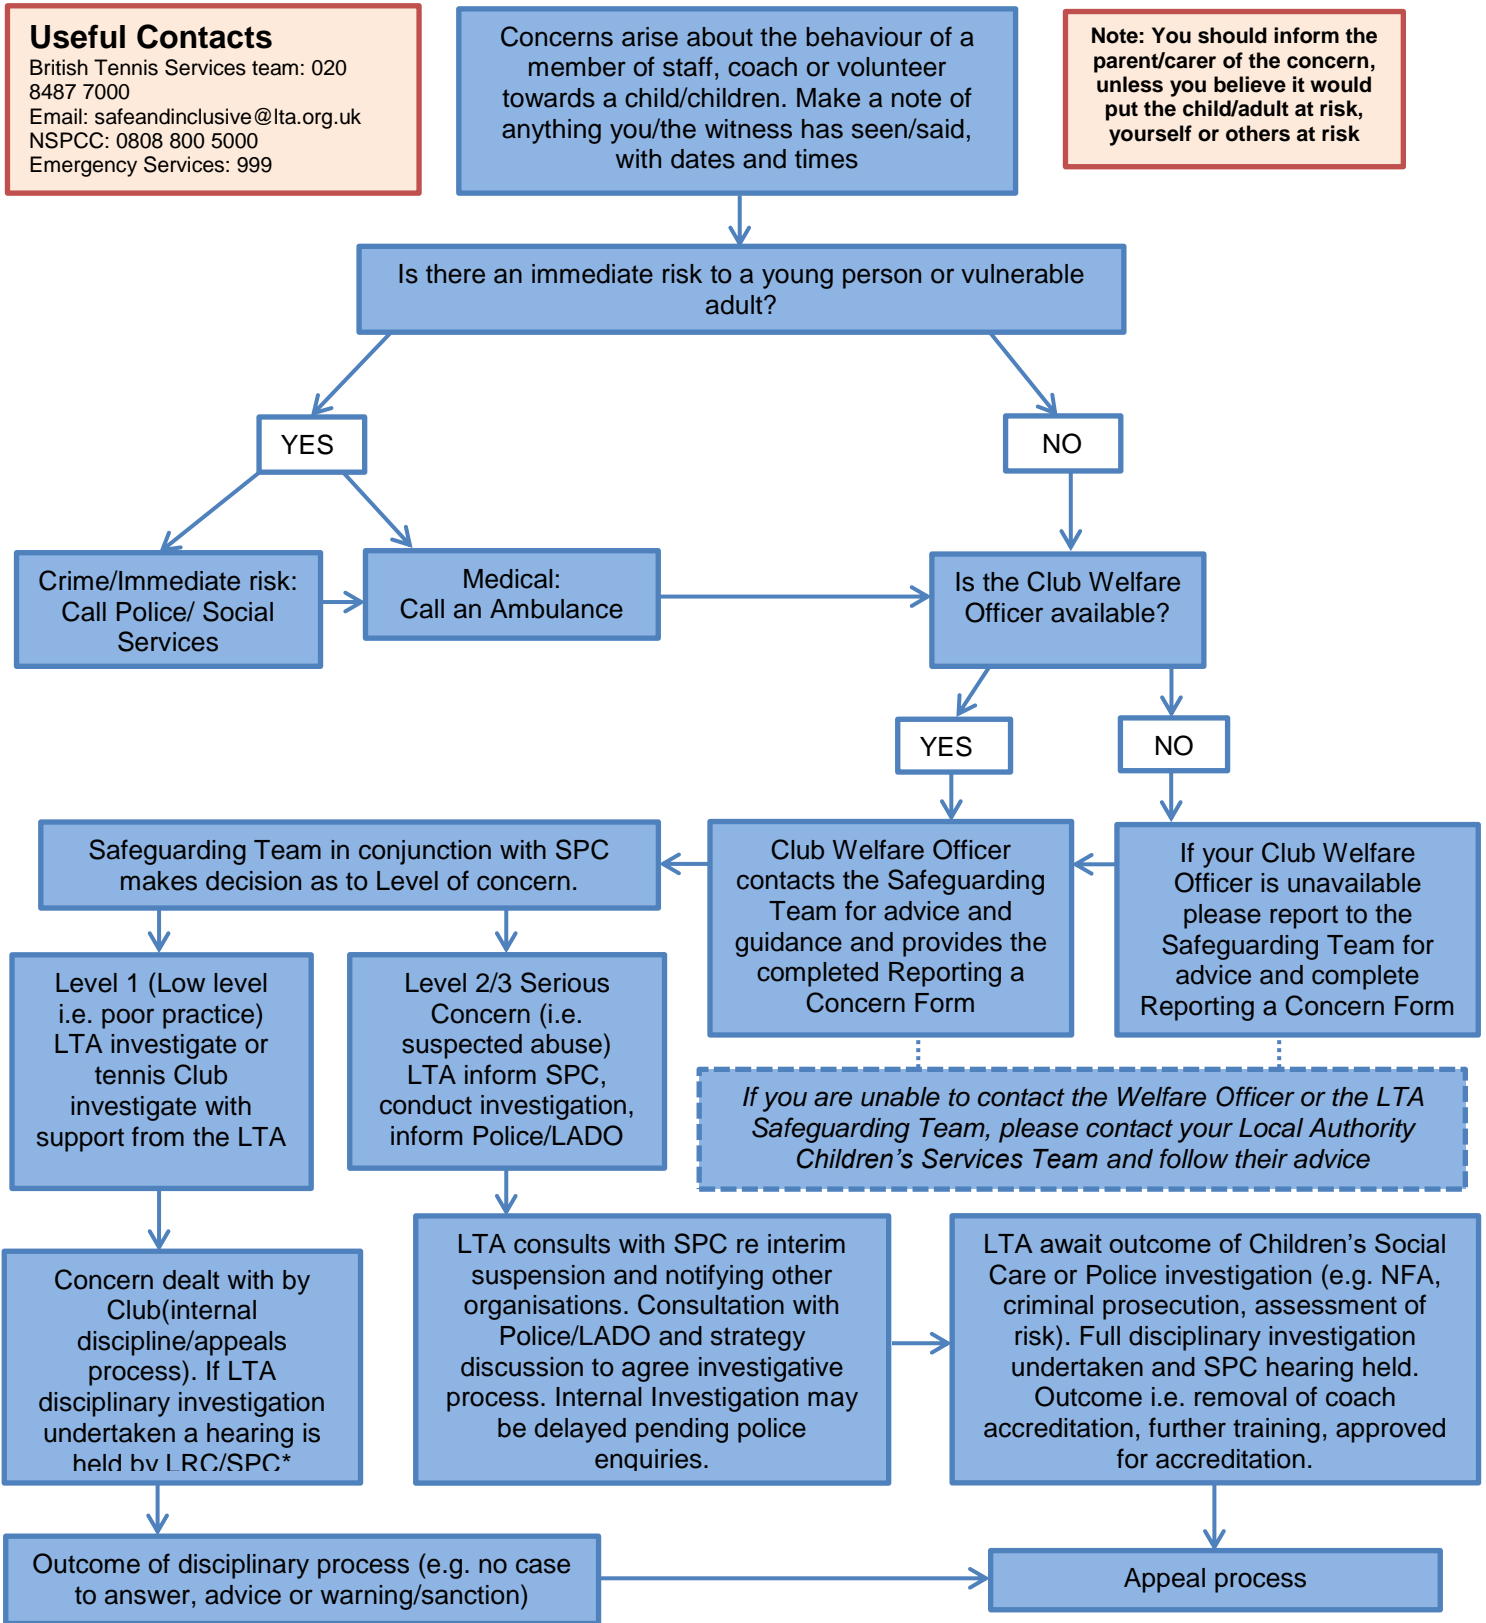 Useful Contacts
British Tennis Services team: 020
8487 7000
Email: safeandinclusive@lta.org.uk
NSPCC: 0808 800 5000
Emergency Services: 999
Concerns arise about the behaviour of a
member of staff, coach or volunteer
towards a child/children. Make a note of
anything you/the witness has seen/said,
with dates and times
Note: You should inform the
parent/carer of the concern,
unless you believe it would
put the child/adult at risk,
yourself or others at risk
Is there an immediate risk to a young person or vulnerable
adult?
YES
NO
Crime/Immediate risk:
Call Police/ Social
Services
Medical:
Call an Ambulance
Is the Club Welfare
Officer available?
YES
NO
Safeguarding Team in conjunction with SPC
makes decision as to Level of concern.
Club Welfare Officer
contacts the Safeguarding
Team for advice and
guidance and provides the
completed Reporting a
Concern Form
If your Club Welfare
Officer is unavailable
please report to the
Safeguarding Team for
advice and complete
Reporting a Concern Form
Level 1 (Low level
i.e. poor practice)
LTA investigate or
tennis Club
investigate with
support from the LTA
Level 2/3 Serious
Concern (i.e.
suspected abuse)
LTA inform SPC,
conduct investigation,
inform Police/LADO
If you are unable to contact the Welfare Officer or the LTA
Safeguarding Team, please contact your Local Authority
Children's Services Team and follow their advice
Concern dealt with by
Club(internal
discipline/appeals
process). If LTA
disciplinary investigation
undertaken a hearing is
held by LRC/SPC*
LTA consults with SPC re interim
suspension and notifying other
organisations. Consultation with
Police/LADO and strategy
discussion to agree investigative
process. Internal Investigation may
be delayed pending police
enquiries.
LTA await outcome of Children's Social
Care or Police investigation (e.g. NFA,
criminal prosecution, assessment of
risk). Full disciplinary investigation
undertaken and SPC hearing held.
Outcome i.e. removal of coach
accreditation, further training, approved
for accreditation.
Outcome of disciplinary process (e.g. no case
to answer, advice or warning/sanction)
Appeal process